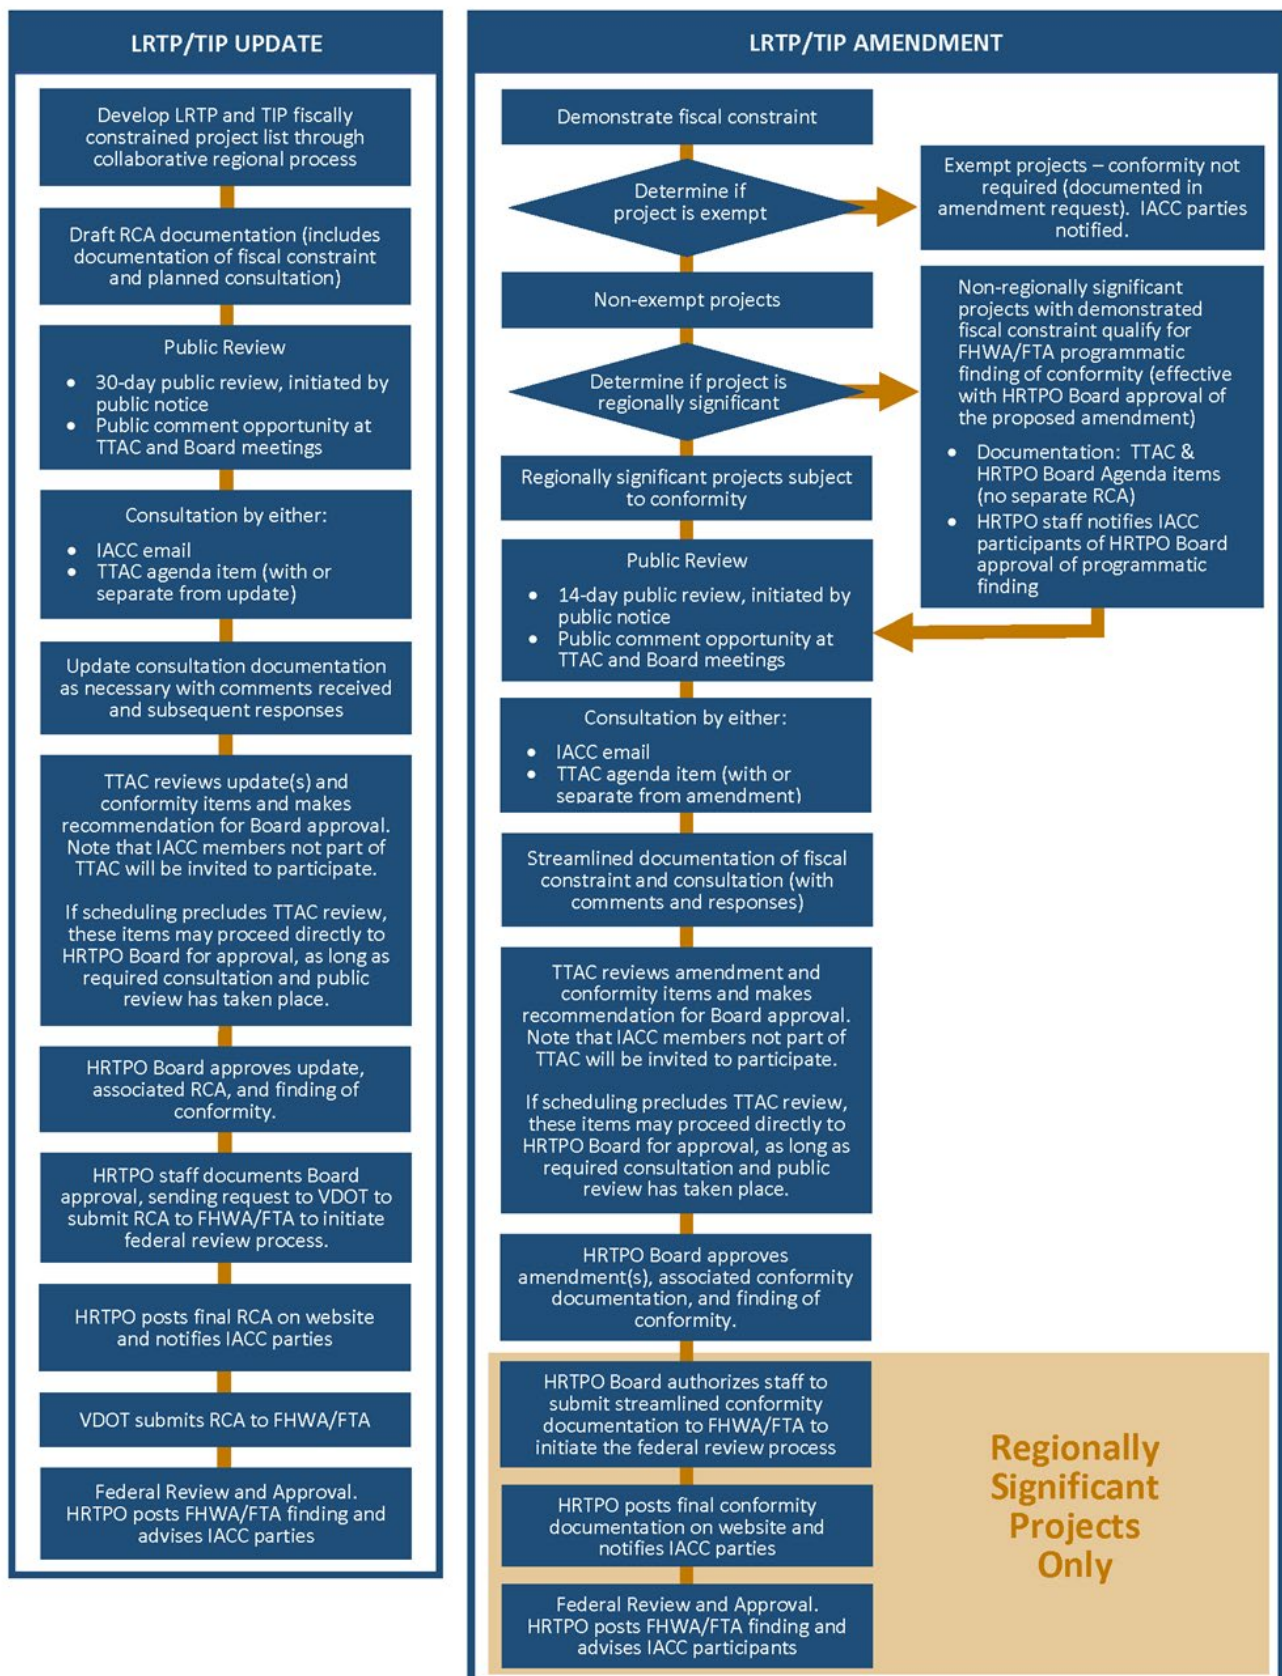 LRTP/TIP UPDATE
Develop LRTP and TIP fiscally
constrained project list through
collaborative regional process
Draft RCA documentation (includes
documentation of fiscal constraint
and planned consultation)
Public Review
• 30-day public review, initiated by
public notice
• Public comment opportunity at
TTAC and Board meetings
Consultation by either:
• IACC email
• TTAC agenda item (with or
separate from update)
Update consultation documentation
as necessary with comments received
and subsequent responses
TTAC reviews update(s) and
conformity items and makes
recommendation for Board approval.
Note that IACC members not part of
TTAC will be invited to participate.
If scheduling precludes TTAC review,
these items may proceed directly to
HRTPO Board for approval, as long as
required consultation and public
review has taken place.
HRTPO Board approves update,
associated RCA, and finding of
conformity.
HRTPO staff documents Board
approval, sending request to VDOT to
submit RCA to FHWA/FTA to initiate
federal review process.
HRTPO posts final RCA on website
and notifies IACC parties
VDOT submits RCA to FHWA/FTA
Federal Review and Approval.
HRTPO posts FHWA/FTA finding and
advises IACC parties
LRTP/TIP AMENDMENT
Demonstrate fiscal constraint
Determine if
project is exempt
Exempt projects – conformity not
required (documented in
amendment request). IACC parties
notified.
Non-exempt projects
Determine if project is
regionally significant
Non-regionally significant
projects with demonstrated
fiscal constraint qualify for
FHWA/FTA programmatic
finding of conformity (effective
with HRTPO Board approval of
the proposed amendment)
• Documentation: TTAC &
HRTPO Board Agenda items
(no separate RCA)
• HRTPO staff notifies IACC
participants of HRTPO Board
approval of programmatic
finding
Regionally significant projects subject
to conformity
Public Review
• 14-day public review, initiated by
public notice
• Public comment opportunity at
TTAC and Board meetings
Consultation by either:
• IACC email
• TTAC agenda item (with or
separate from amendment)
Streamlined documentation of fiscal
constraint and consultation (with
comments and responses)
TTAC reviews amendment and
conformity items and makes
recommendation for Board approval.
Note that IACC members not part of
TTAC will be invited to participate.
If scheduling precludes TTAC review,
these items may proceed directly to
HRTPO Board for approval, as long as
required consultation and public
review has taken place.
HRTPO Board approves
amendment(s), associated conformity
documentation, and finding of
conformity.
HRTPO Board authorizes staff to
submit streamlined conformity
documentation to FHWA/FTA to
initiate the federal review process
HRTPO posts final conformity
documentation on website and
notifies IACC parties
Federal Review and Approval.
HRTPO posts FHWA/FTA finding and
advises IACC participants
Regionally
Significant
Projects
Only